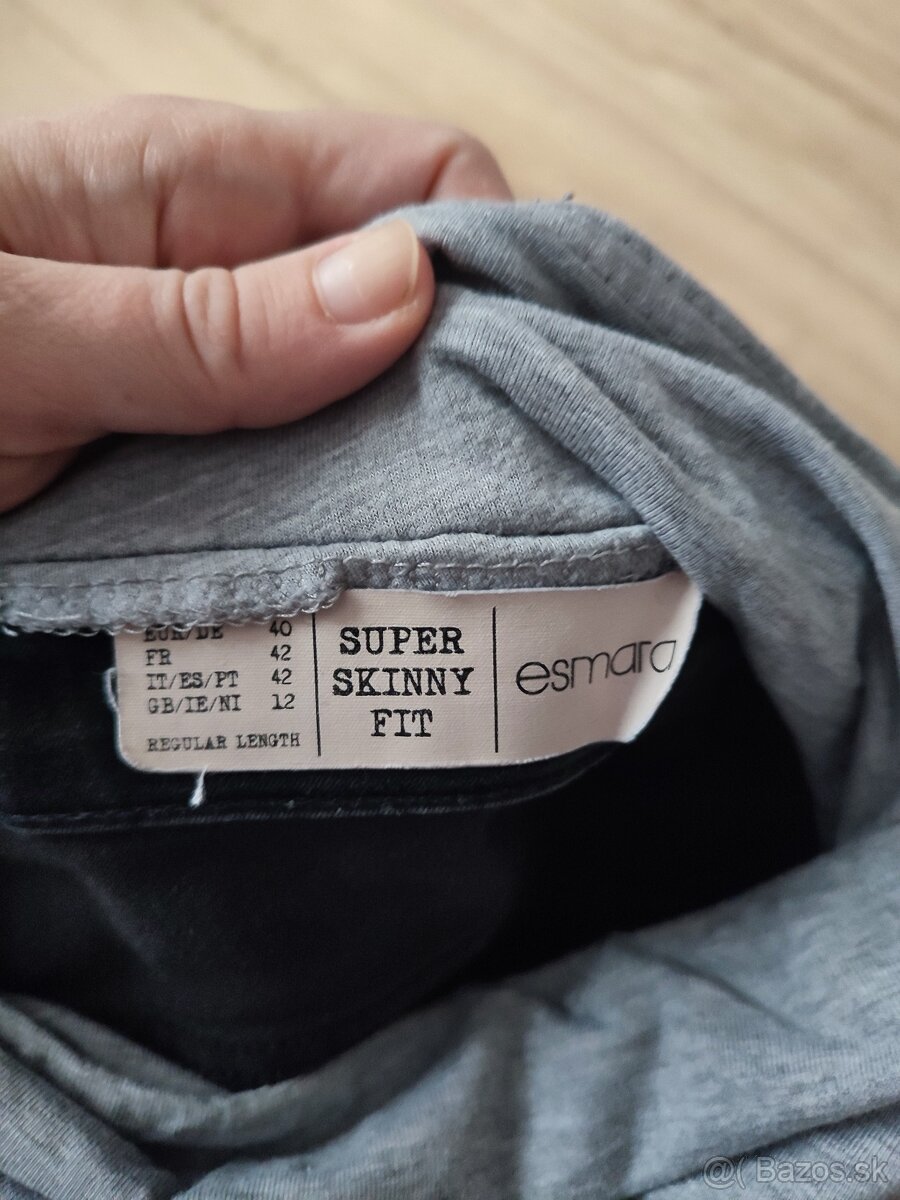 EUR/DE 40
FR 42
IT/ES/PT 42
GB/IE/NI 12
REGULAR LENGTH
SUPER
SKINNY
FIT
esmara
@( Bazos.sk